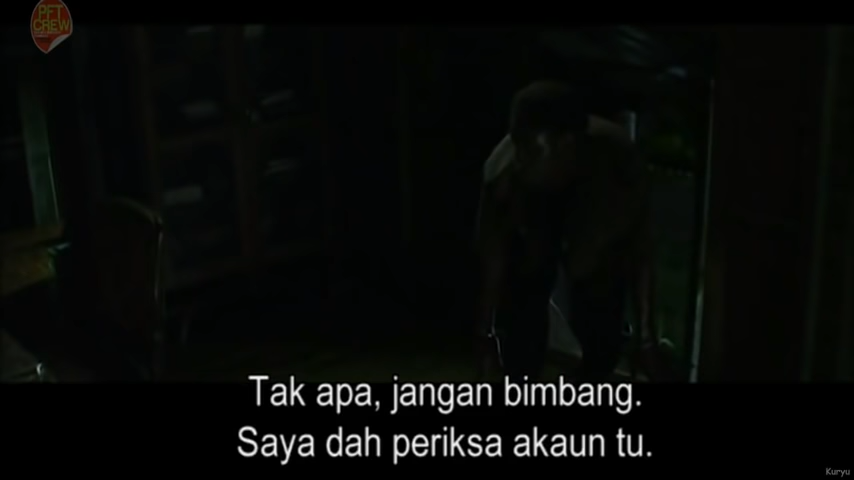 PFT
CREW
Tak apa, jangan bimbang.
Saya dah periksa akaun tu.
Kuryu